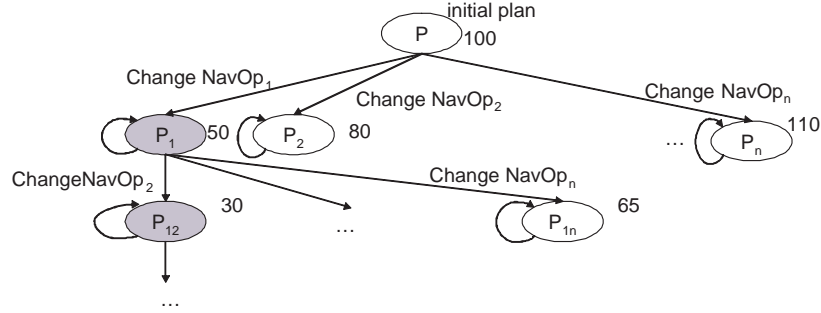 initial plan
P
100
Change NavOp1
Change NavOp2
Change NavOpn
P1
50
P2
80
...
Pn
110
ChangeNavOp2
Change NavOpn
P12
30
...
P1n
65
...